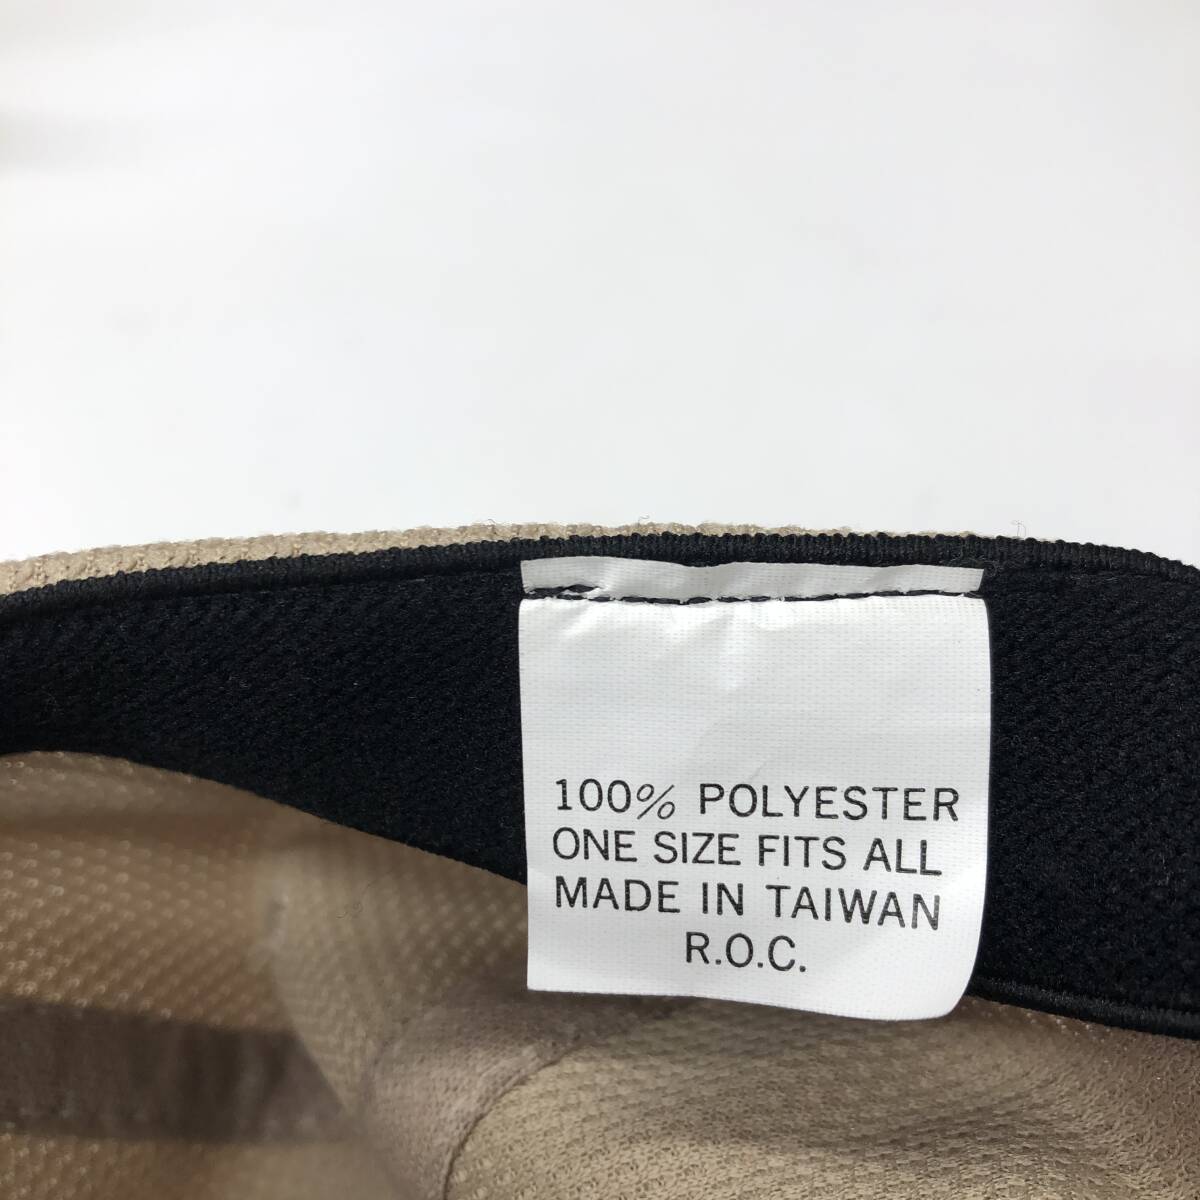 100% POLYESTER
ONE SIZE FITS ALL
MADE IN TAIWAN
R.O.C.